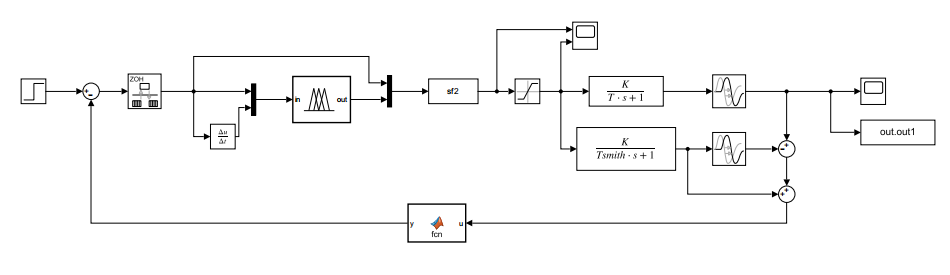 ZOH
Δu
Δt
in
out
sf2
K
T · s + 1
K
Tsmith · s + 1
out.out1
y
u
fcn